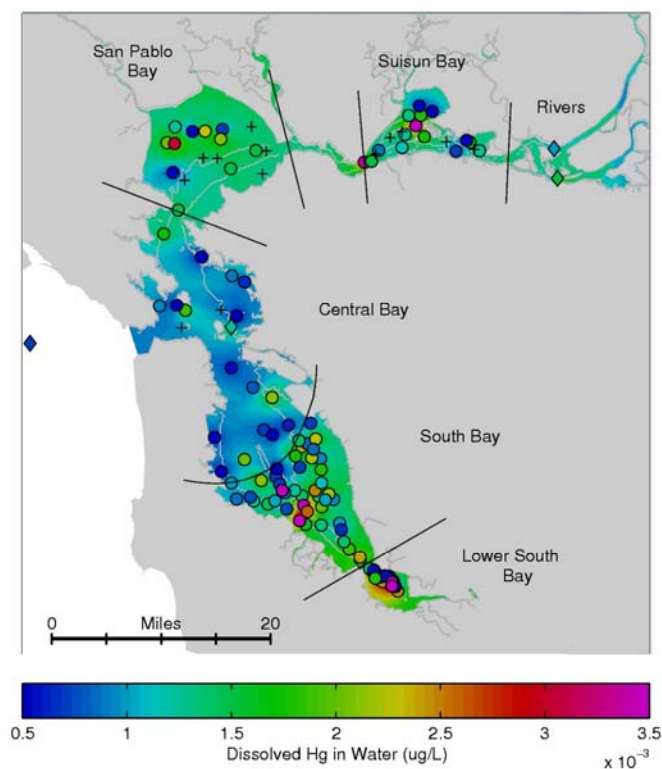 San Pablo
Bay
Suisun Bay
Rivers
Central Bay
South Bay
Lower South
Bay
0 Miles 20
0.5 1 1.5 2 2.5 3 3.5
Dissolved Hg in Water (ug/L)
x 10⁻³